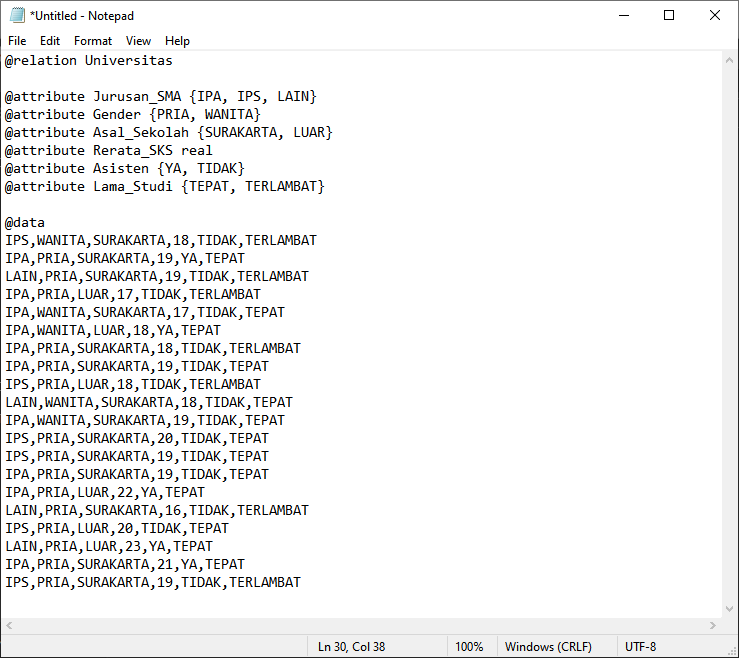 *Untitled - Notepad
File Edit Format View Help
@relation Universitas
@attribute Jurusan_SMA {IPA, IPS, LAIN}
@attribute Gender {PRIA, WANITA}
@attribute Asal_Sekolah {SURAKARTA, LUAR}
@attribute Rerata_SKS real
@attribute Asisten {YA, TIDAK}
@attribute Lama_Studi {TEPAT, TERLAMBAT}
@data
IPS,WANITA,SURAKARTA,18,TIDAK,TERLAMBAT
IPA,PRIA,SURAKARTA,19,YA,TEPAT
LAIN,PRIA,SURAKARTA,19,TIDAK,TERLAMBAT
IPA,PRIA,LUAR,17,TIDAK,TERLAMBAT
IPA,WANITA,SURAKARTA,17,TIDAK,TEPAT
IPA,WANITA,LUAR,18,YA,TEPAT
IPA,PRIA,SURAKARTA,18,TIDAK,TERLAMBAT
IPA,PRIA,SURAKARTA,19,TIDAK,TEPAT
IPS,PRIA,LUAR,18,TIDAK,TERLAMBAT
LAIN,WANITA,SURAKARTA,18,TIDAK,TEPAT
IPA,WANITA,SURAKARTA,19,TIDAK,TEPAT
IPS,PRIA,SURAKARTA,20,TIDAK,TEPAT
IPS,PRIA,SURAKARTA,19,TIDAK,TEPAT
IPA,PRIA,SURAKARTA,19,TIDAK,TEPAT
IPA,PRIA,LUAR,22,YA,TEPAT
LAIN,PRIA,SURAKARTA,16,TIDAK,TERLAMBAT
IPS,PRIA,LUAR,20,TIDAK,TEPAT
LAIN,PRIA,LUAR,23,YA,TEPAT
IPA,PRIA,SURAKARTA,21,YA,TEPAT
IPS,PRIA,SURAKARTA,19,TIDAK,TERLAMBAT
Ln 30, Col 38 100% Windows (CRLF) UTF-8